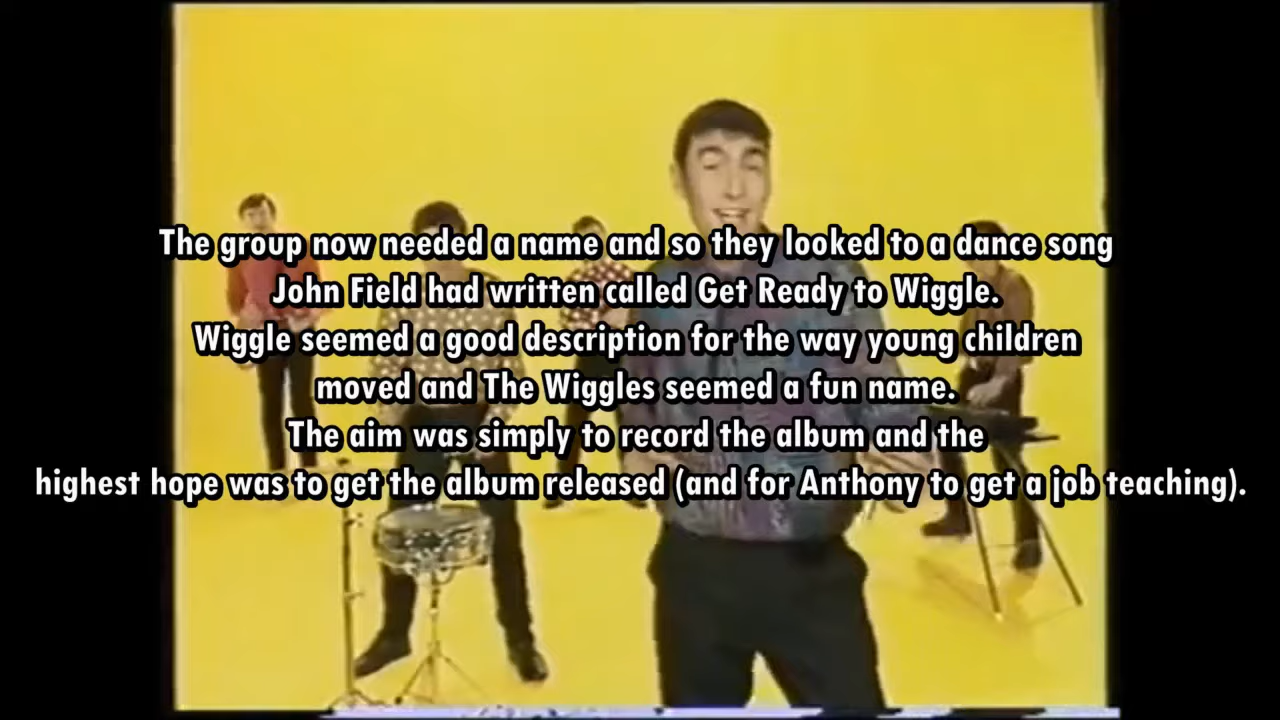 The group now needed a name and so they looked to a dance song
John Field had written called Get Ready to Wiggle.
Wiggle seemed a good description for the way young children
moved and The Wiggles seemed a fun name.
The aim was simply to record the album and the
highest hope was to get the album released (and for Anthony to get a job teaching).